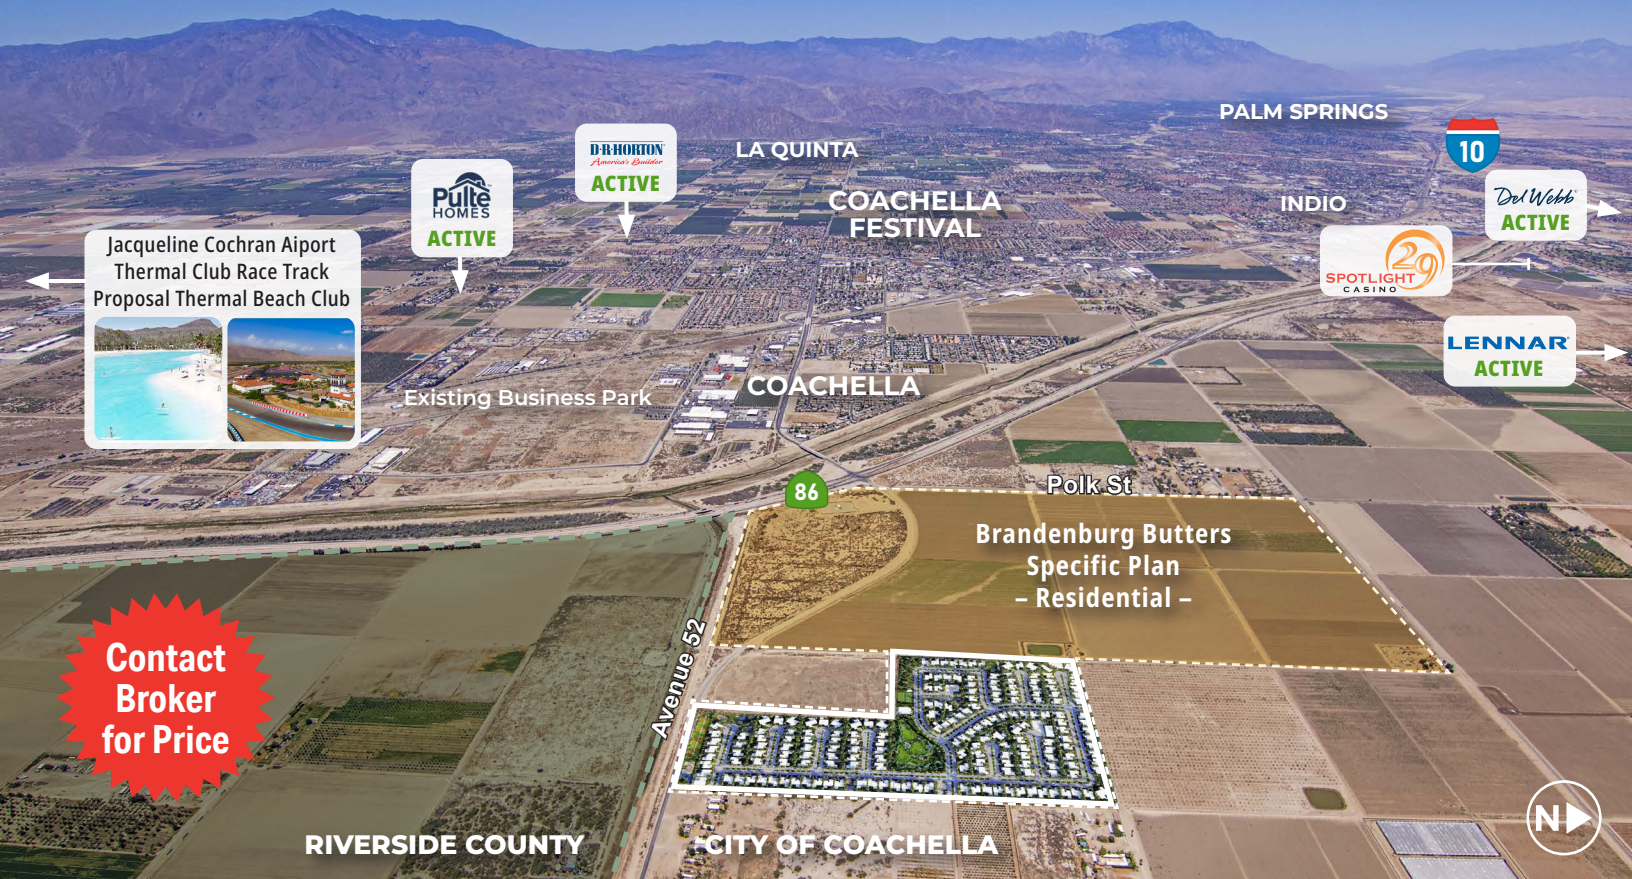 PALM SPRINGS
10
D·R·HORTON
America's Builder
ACTIVE
LA QUINTA
Pulte
HOMES
ACTIVE
COACHELLA
FESTIVAL
INDIO
Del Webb
ACTIVE
Jacqueline Cochran Aiport
Thermal Club Race Track
Proposal Thermal Beach Club
SPOTLIGHT 29
CASINO
LENNAR
ACTIVE
Existing Business Park
COACHELLA
86
Polk St
Brandenburg Butters
Specific Plan
– Residential –
Avenue 52
Contact
Broker
for Price
RIVERSIDE COUNTY
CITY OF COACHELLA
N